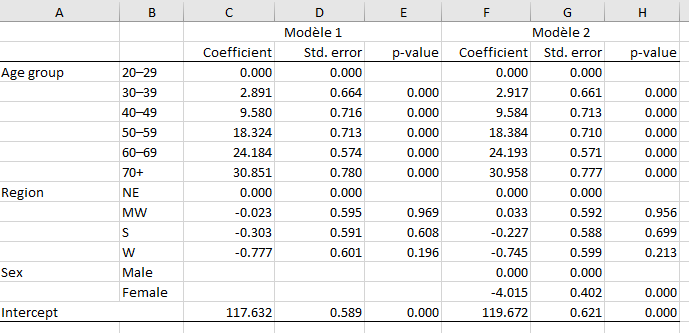 A B C D E F G H
Modèle 1 Modèle 2
Coefficient Std. error p-value Coefficient Std. error p-value
Age group 20–29 0.000 0.000 0.000 0.000
30–39 2.891 0.664 0.000 2.917 0.661 0.000
40–49 9.580 0.716 0.000 9.584 0.713 0.000
50–59 18.324 0.713 0.000 18.384 0.710 0.000
60–69 24.184 0.574 0.000 24.193 0.571 0.000
70+ 30.851 0.780 0.000 30.958 0.777 0.000
Region NE 0.000 0.000 0.000 0.000
MW -0.023 0.595 0.969 0.033 0.592 0.956
S -0.303 0.591 0.608 -0.227 0.588 0.699
W -0.777 0.601 0.196 -0.745 0.599 0.213
Sex Male 0.000 0.000
Female -4.015 0.402 0.000
Intercept 117.632 0.589 0.000 119.672 0.621 0.000